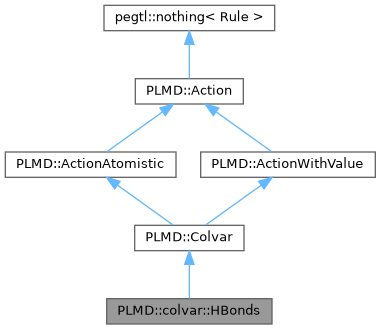 pegtl::nothing< Rule >
PLMD::Action
PLMD::ActionAtomistic
PLMD::ActionWithValue
PLMD::Colvar
PLMD::colvar::HBonds